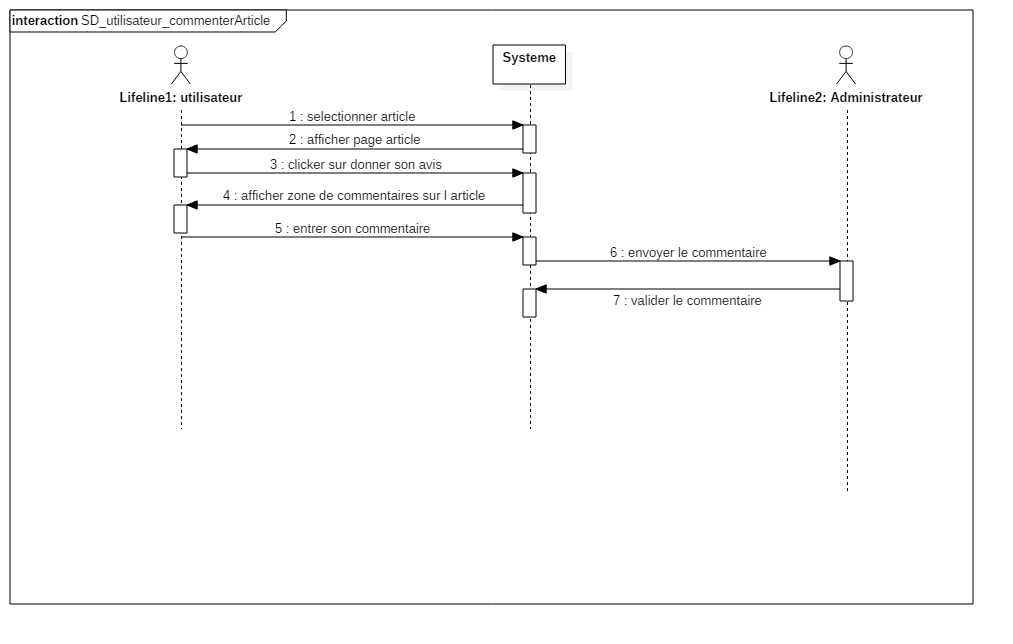 interaction SD_utilisateur_commenterArticle
Systeme
Lifeline1: utilisateur
Lifeline2: Administrateur
1 : selectionner article
2 : afficher page article
3 : clicker sur donner son avis
4 : afficher zone de commentaires sur l article
5 : entrer son commentaire
6 : envoyer le commentaire
7 : valider le commentaire